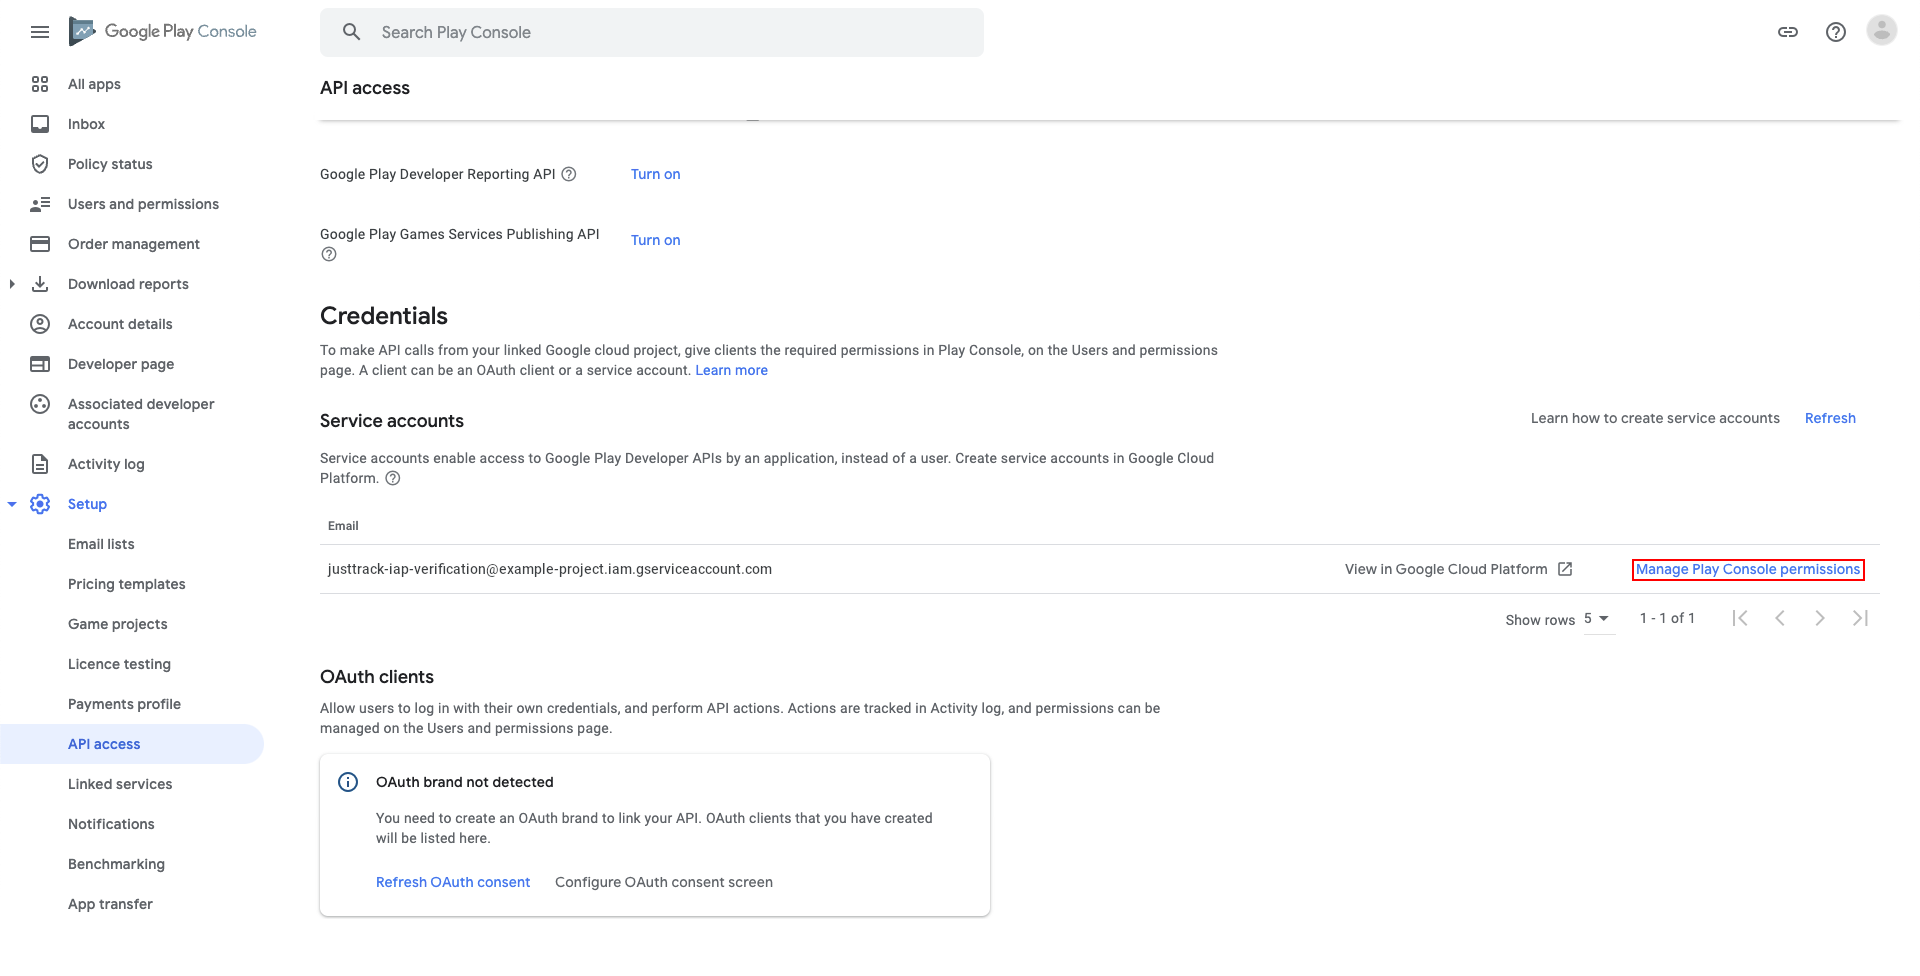 Google Play Console
Search Play Console
All apps
Inbox
Policy status
Users and permissions
Order management
Download reports
Account details
Developer page
Associated developer
accounts
Activity log
Setup
Email lists
Pricing templates
Game projects
Licence testing
Payments profile
API access
Linked services
Notifications
Benchmarking
App transfer
API access
Google Play Developer Reporting API
Turn on
Google Play Games Services Publishing API
Turn on
Credentials
To make API calls from your linked Google cloud project, give clients the required permissions in Play Console, on the Users and permissions
page. A client can be an OAuth client or a service account. Learn more
Service accounts
Learn how to create service accounts
Refresh
Service accounts enable access to Google Play Developer APIs by an application, instead of a user. Create service accounts in Google Cloud
Platform.
Email
justtrack-iap-verification@example-project.iam.gserviceaccount.com
View in Google Cloud Platform
Manage Play Console permissions
Show rows 5
1 - 1 of 1
OAuth clients
Allow users to log in with their own credentials, and perform API actions. Actions are tracked in Activity log, and permissions can be
managed on the Users and permissions page.
OAuth brand not detected
You need to create an OAuth brand to link your API. OAuth clients that you have created
will be listed here.
Refresh OAuth consent
Configure OAuth consent screen